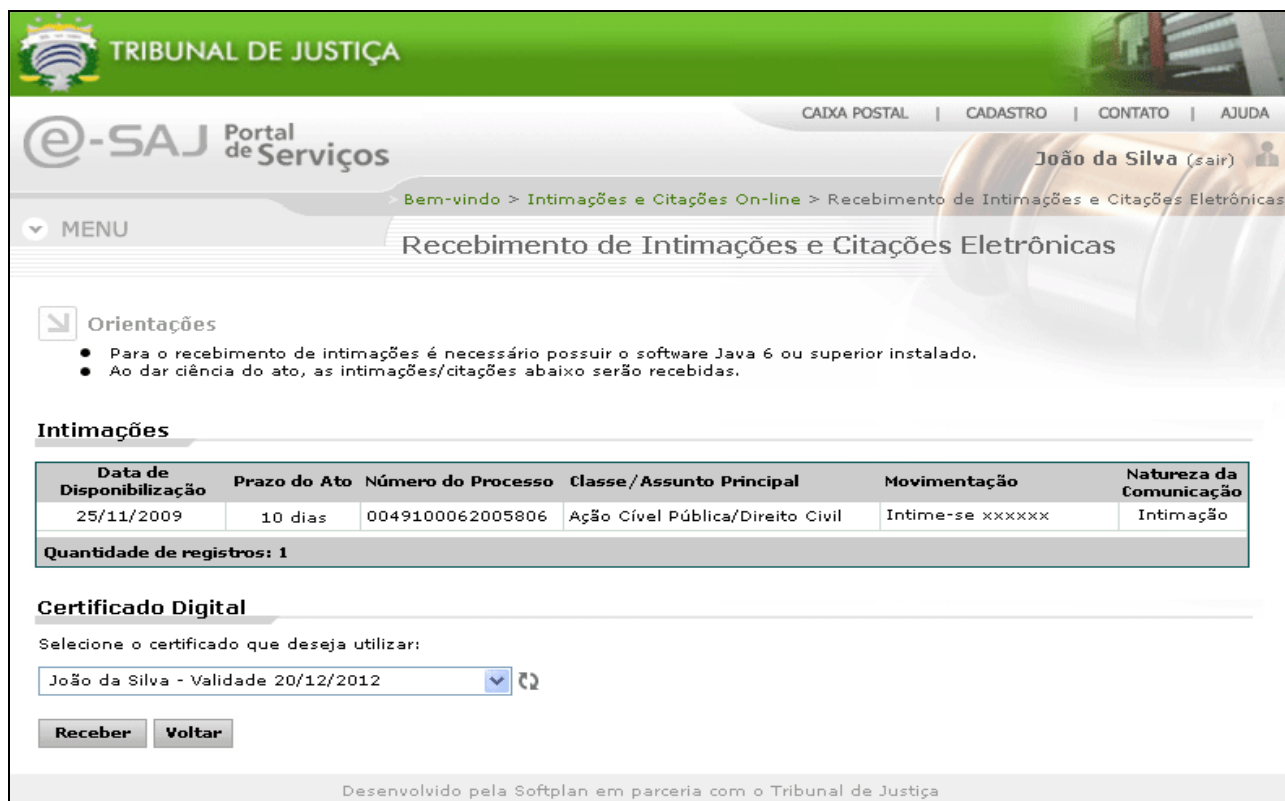 TRIBUNAL DE JUSTIÇA
CAIXA POSTAL | CADASTRO | CONTATO | AJUDA
e-SAJ Portal de Serviços
João da Silva (sair)
Bem-vindo > Intimações e Citações On-line > Recebimento de Intimações e Citações Eletrônicas
MENU
Recebimento de Intimações e Citações Eletrônicas
Orientações
● Para o recebimento de intimações é necessário possuir o software Java 6 ou superior instalado.
● Ao dar ciência do ato, as intimações/citações abaixo serão recebidas.
Intimações
Data de Disponibilização Prazo do Ato Número do Processo Classe/Assunto Principal Movimentação Natureza da Comunicação
25/11/2009 10 dias 0049100062005806 Ação Cível Pública/Direito Civil Intime-se xxxxxx Intimação
Quantidade de registros: 1
Certificado Digital
Selecione o certificado que deseja utilizar:
João da Silva - Validade 20/12/2012
Receber Voltar
Desenvolvido pela Softplan em parceria com o Tribunal de Justiça